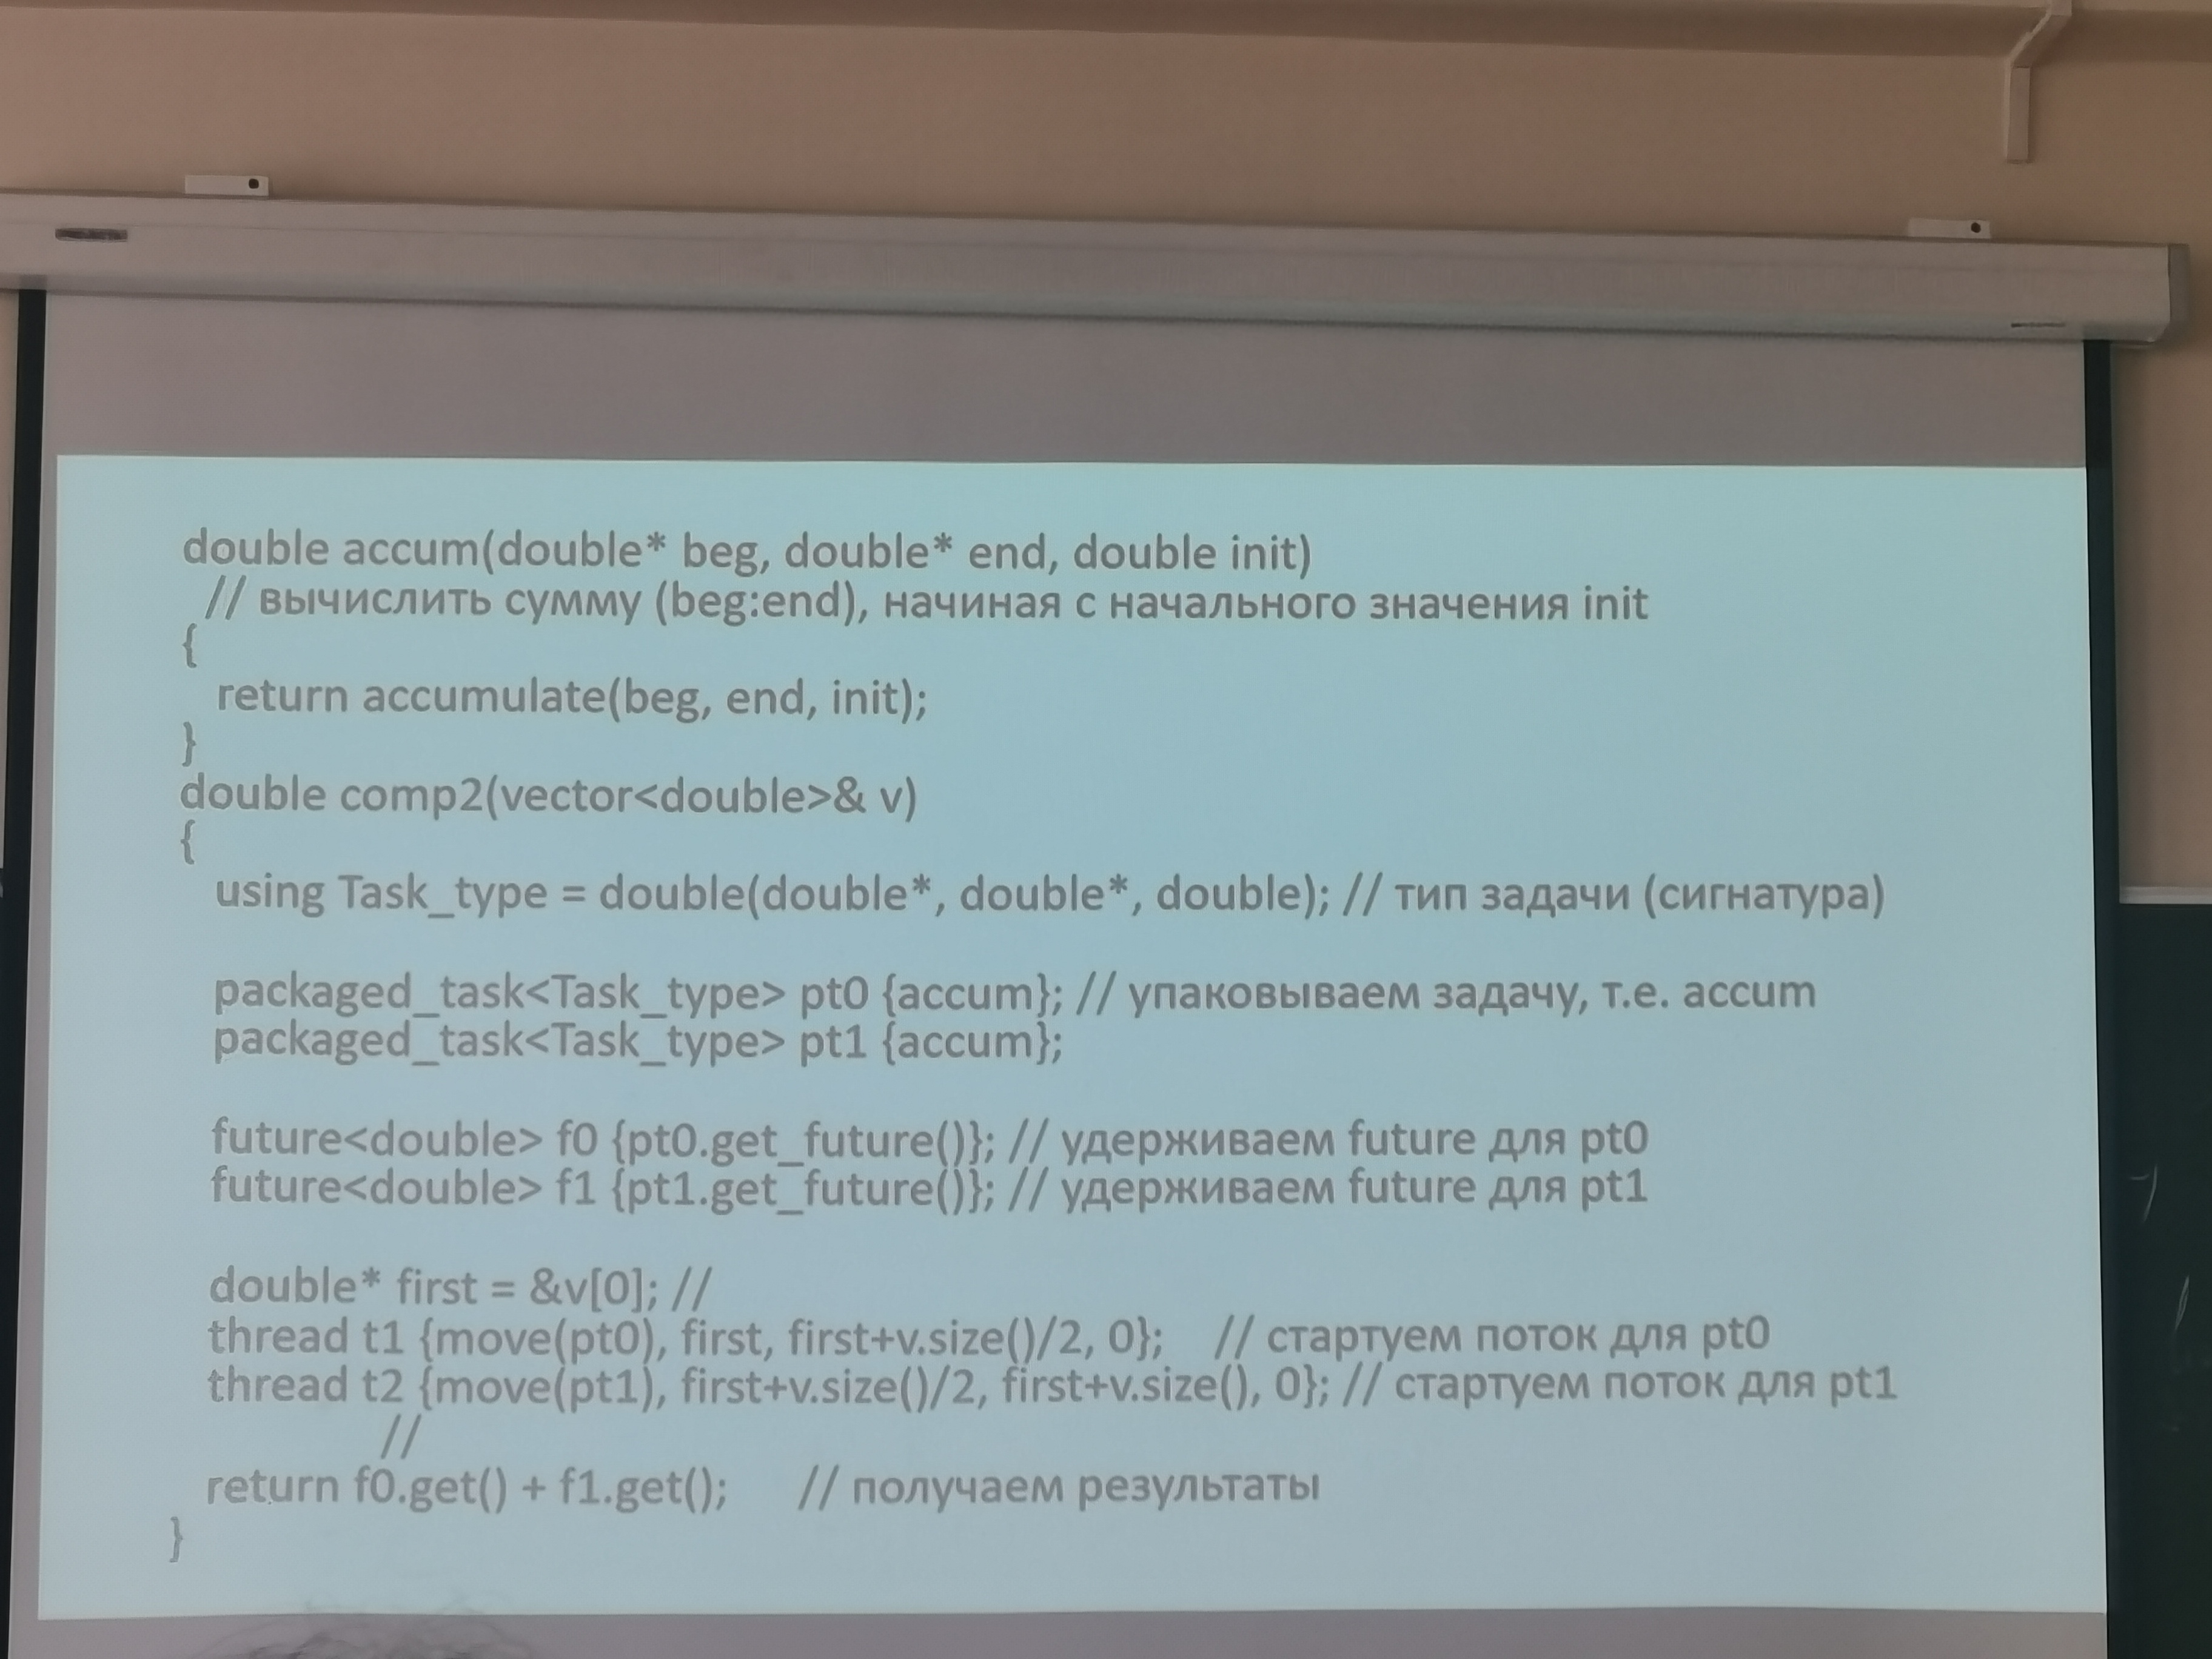 double accum(double* beg, double* end, double init)
// вычислить сумму (beg:end), начиная с начального значения init
{
return accumulate(beg, end, init);
}
double comp2(vector<double>& v)
{
using Task_type = double(double*, double*, double); // тип задачи (сигнатура)
packaged_task<Task_type> pt0 {accum}; // упаковываем задачу, т.е. accum
packaged_task<Task_type> pt1 {accum};
future<double> f0 {pt0.get_future()}; // удерживаем future для pt0
future<double> f1 {pt1.get_future()}; // удерживаем future для pt1
double* first = &v[0]; //
thread t1 {move(pt0), first, first+v.size()/2, 0}; // стартуем поток для pt0
thread t2 {move(pt1), first+v.size()/2, first+v.size(), 0}; // стартуем поток для pt1
//
return f0.get() + f1.get(); // получаем результаты
}